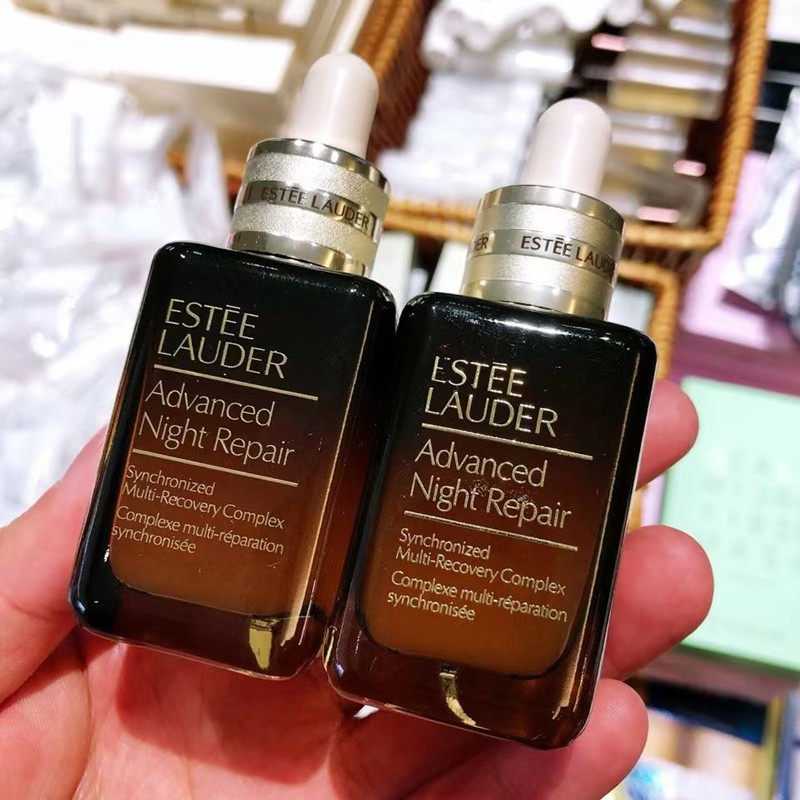 ESTĒE LAUDER
ESTĒE
LAUDER
Advanced
Night Repair
Synchronized
Multi-Recovery Complex
Complexe multi-réparation
synchronisée
DER
ESTĒE LAUDER
ESTĒE
LAUDER
Advanced
Night Repair
Synchronized
Multi-Recovery Complex
Complexe multi-réparation
synchronisée